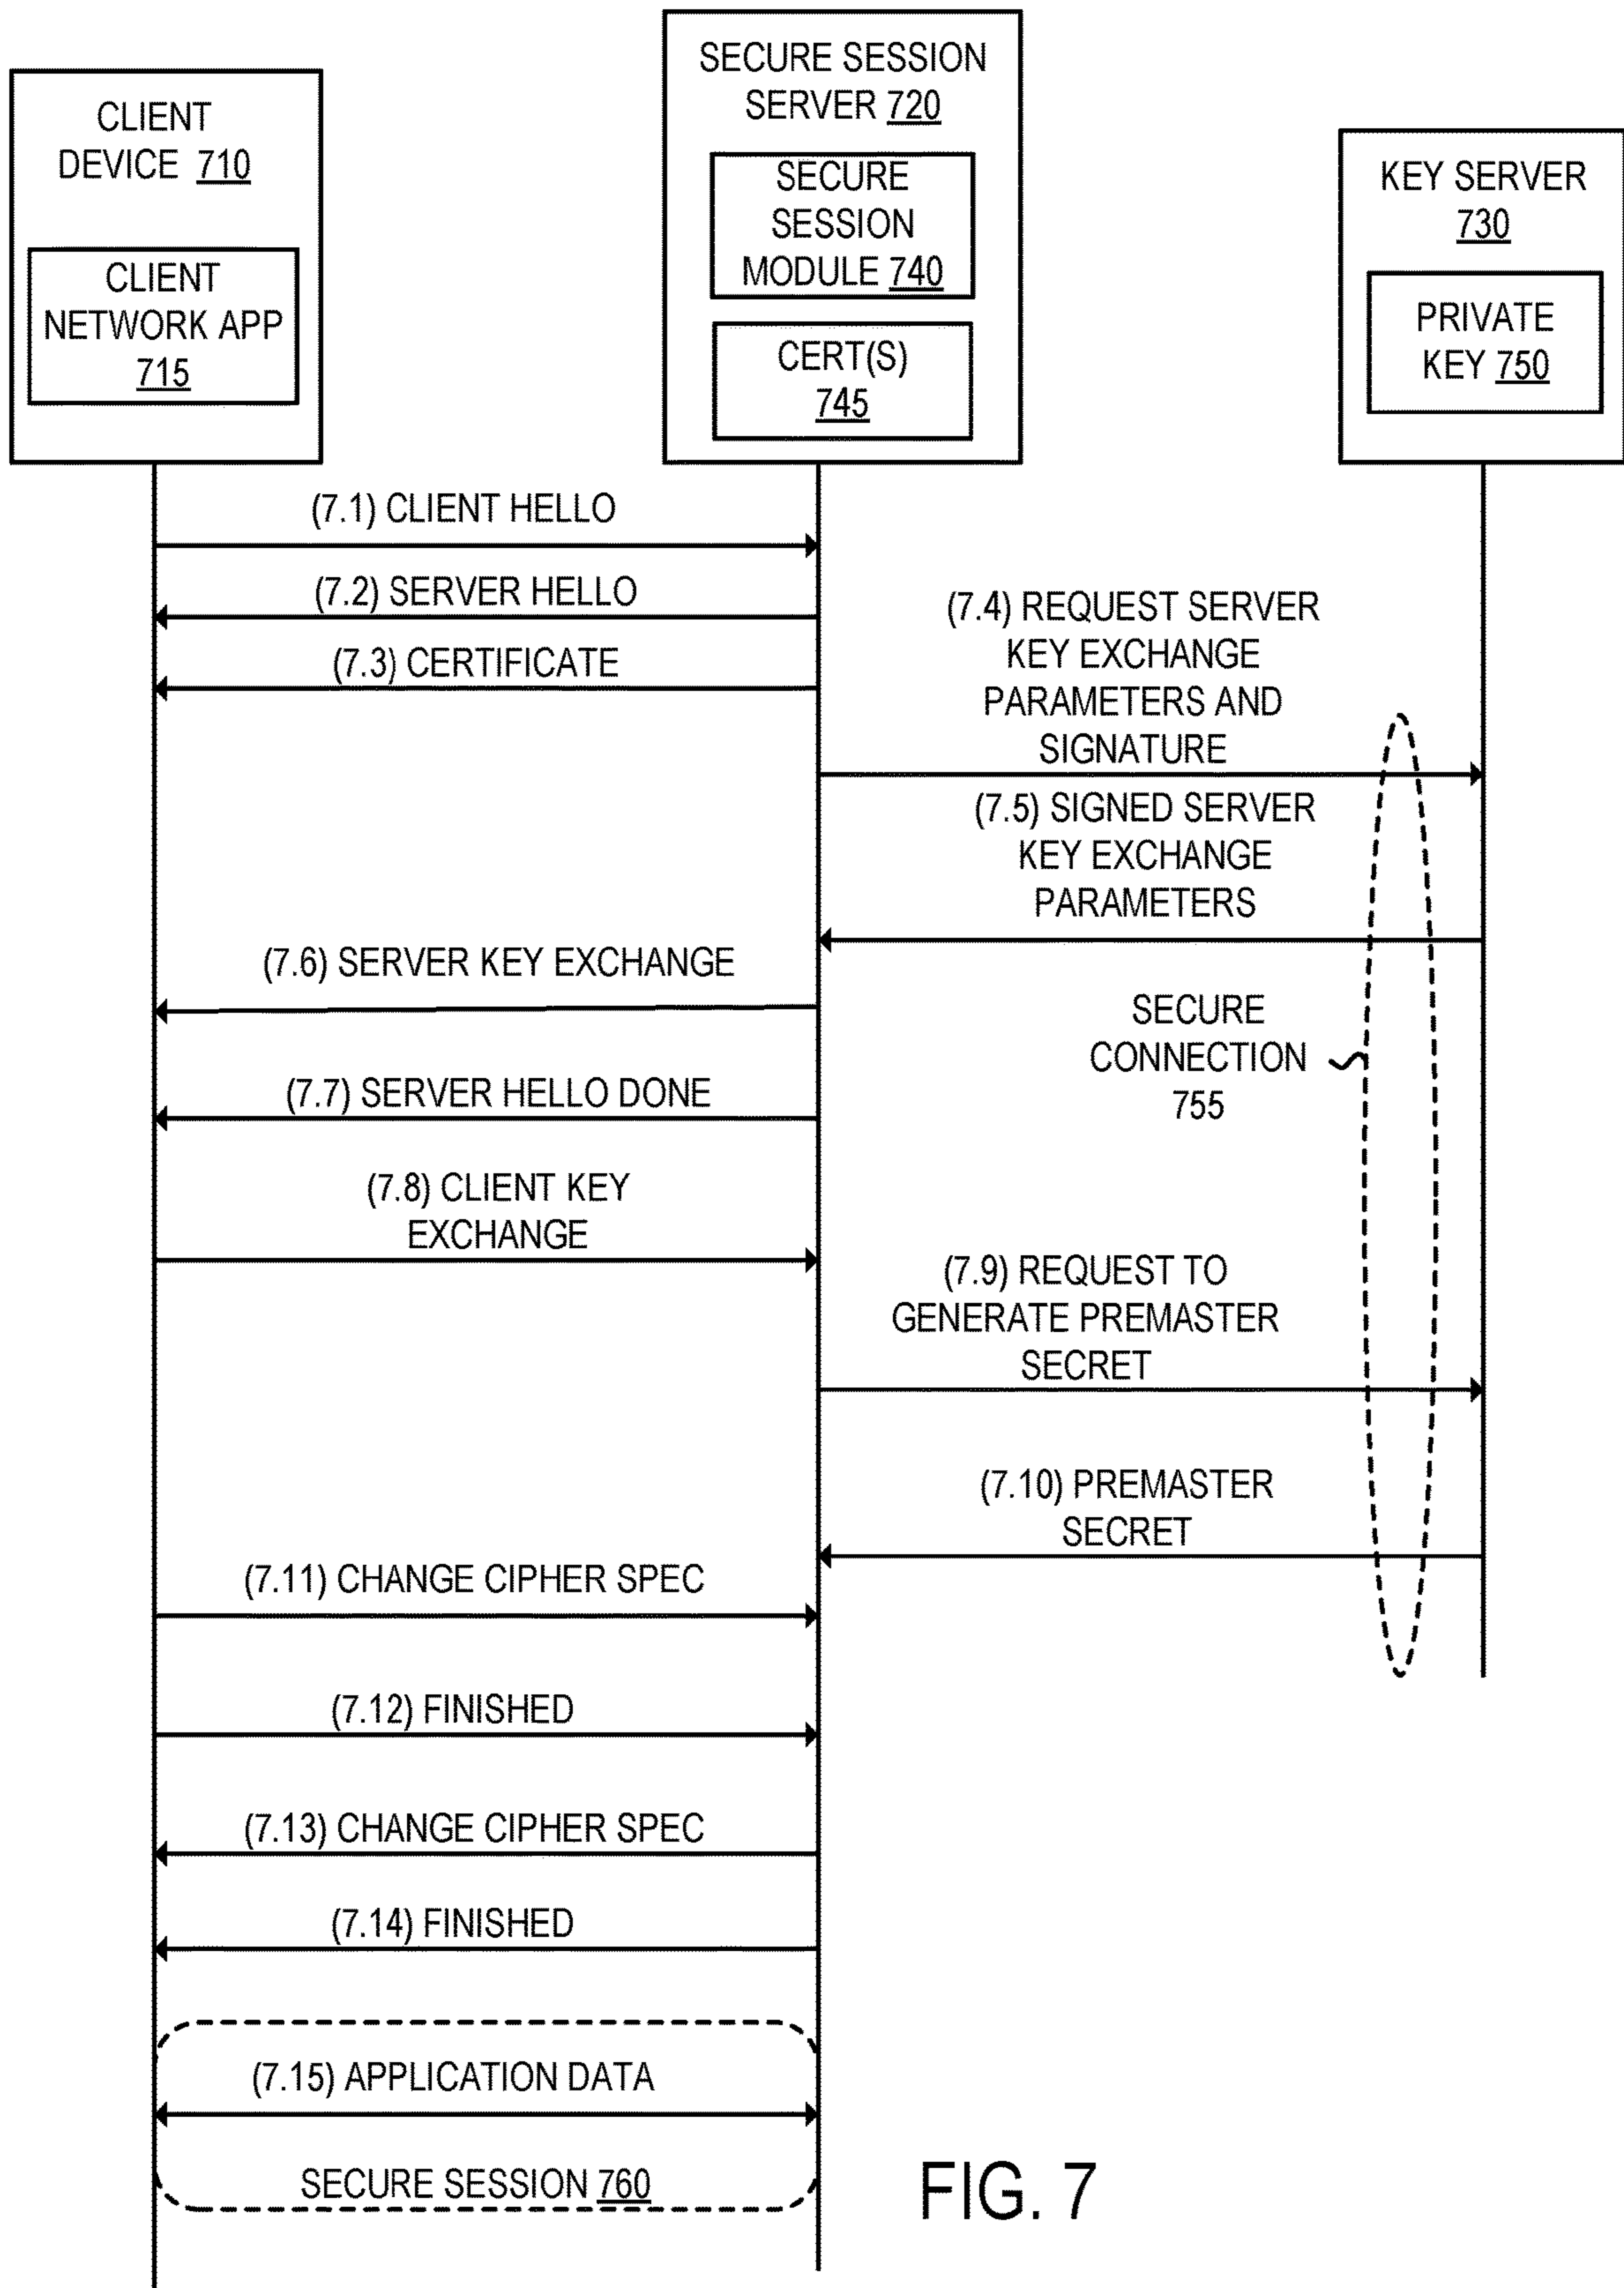 CLIENT
DEVICE 710
CLIENT
NETWORK APP
715
SECURE SESSION
SERVER 720
SECURE
SESSION
MODULE 740
CERT(S)
745
KEY SERVER
730
PRIVATE
KEY 750
(7.1) CLIENT HELLO
(7.2) SERVER HELLO
(7.3) CERTIFICATE
(7.4) REQUEST SERVER
KEY EXCHANGE
PARAMETERS AND
SIGNATURE
(7.5) SIGNED SERVER
KEY EXCHANGE
PARAMETERS
(7.6) SERVER KEY EXCHANGE
SECURE
CONNECTION
755
(7.7) SERVER HELLO DONE
(7.8) CLIENT KEY
EXCHANGE
(7.9) REQUEST TO
GENERATE PREMASTER
SECRET
(7.10) PREMASTER
SECRET
(7.11) CHANGE CIPHER SPEC
(7.12) FINISHED
(7.13) CHANGE CIPHER SPEC
(7.14) FINISHED
(7.15) APPLICATION DATA
SECURE SESSION 760
FIG. 7